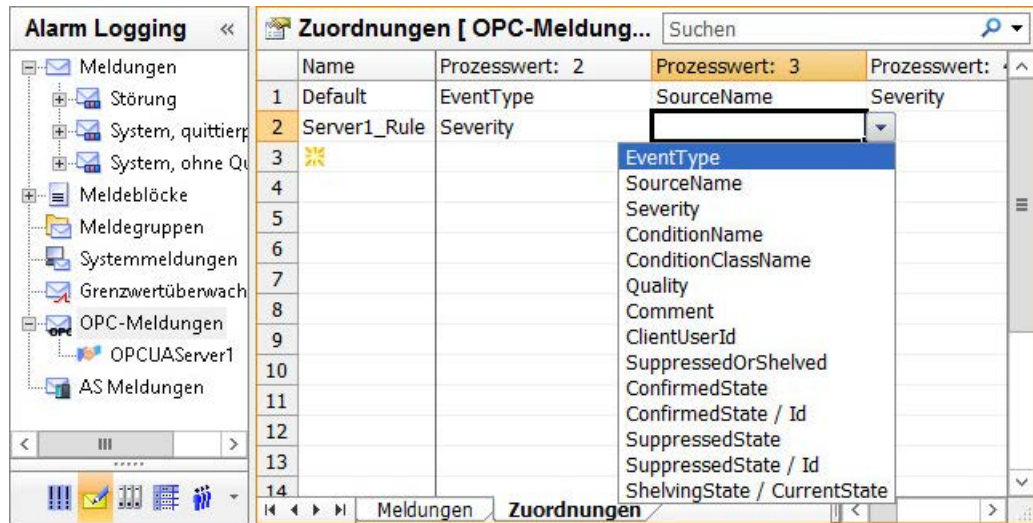 Alarm Logging «
Meldungen
Störung
System, quittierp
System, ohne Qu
Meldeblöcke
Meldegruppen
Systemmeldungen
Grenzwertüberwach
OPC-Meldungen
OPCUAServer1
AS Meldungen
Zuordnungen [ OPC-Meldung... Suchen
Name Prozesswert: 2 Prozesswert: 3 Prozesswert: 4
1 Default EventType SourceName Severity
2 Server1_Rule Severity
3
4
5
6
7
8
9
10
11
12
13
14
EventType
SourceName
Severity
ConditionName
ConditionClassName
Quality
Comment
ClientUserId
SuppressedOrShelved
ConfirmedState
ConfirmedState / Id
SuppressedState
SuppressedState / Id
ShelvingState / CurrentState
Meldungen Zuordnungen